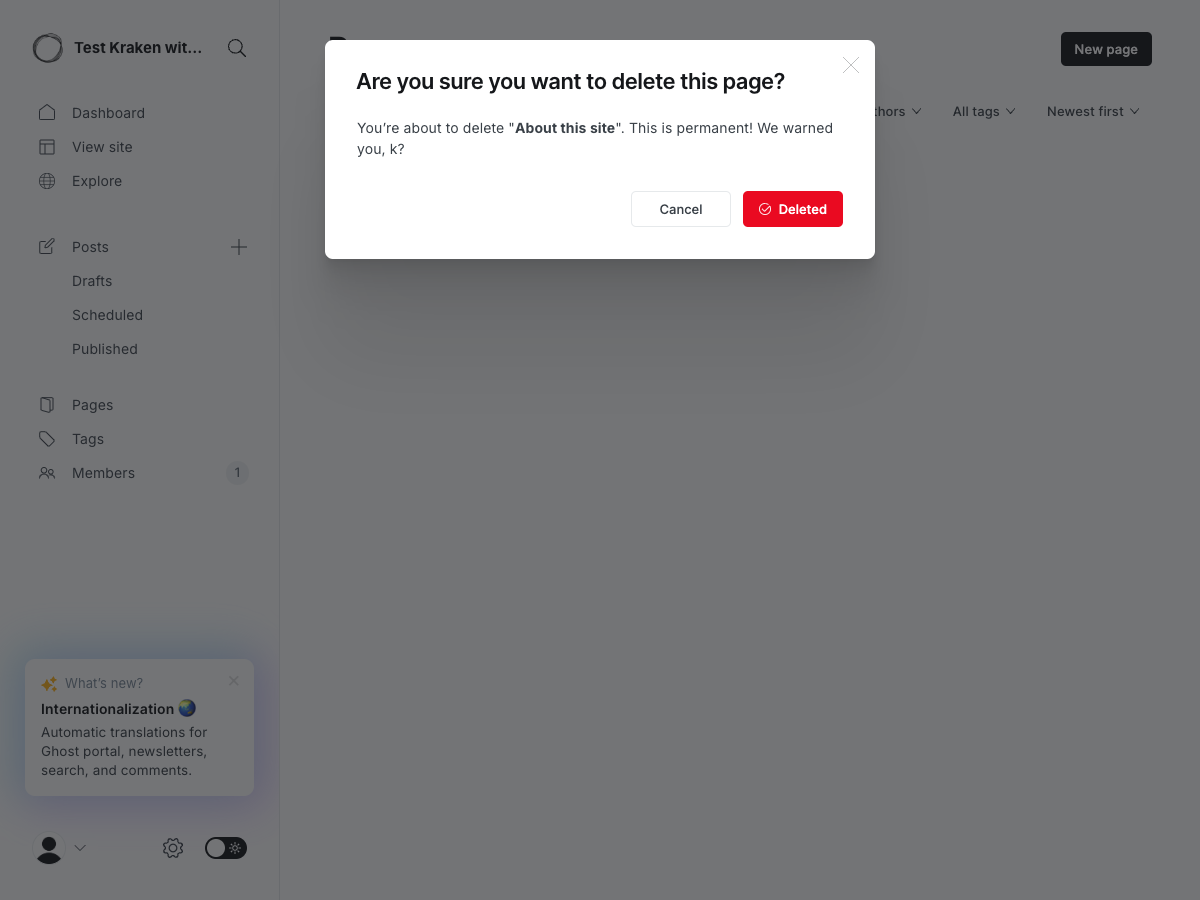 Test Kraken wit...
Dashboard
View site
Explore
Posts
Drafts
Scheduled
Published
Pages
Tags
Members
1
What's new?
Internationalization
Automatic translations for
Ghost portal, newsletters,
search, and comments.
New page
All tags
Newest first
Are you sure you want to delete this page?
You're about to delete "About this site". This is permanent! We warned
you, k?
Cancel
Deleted